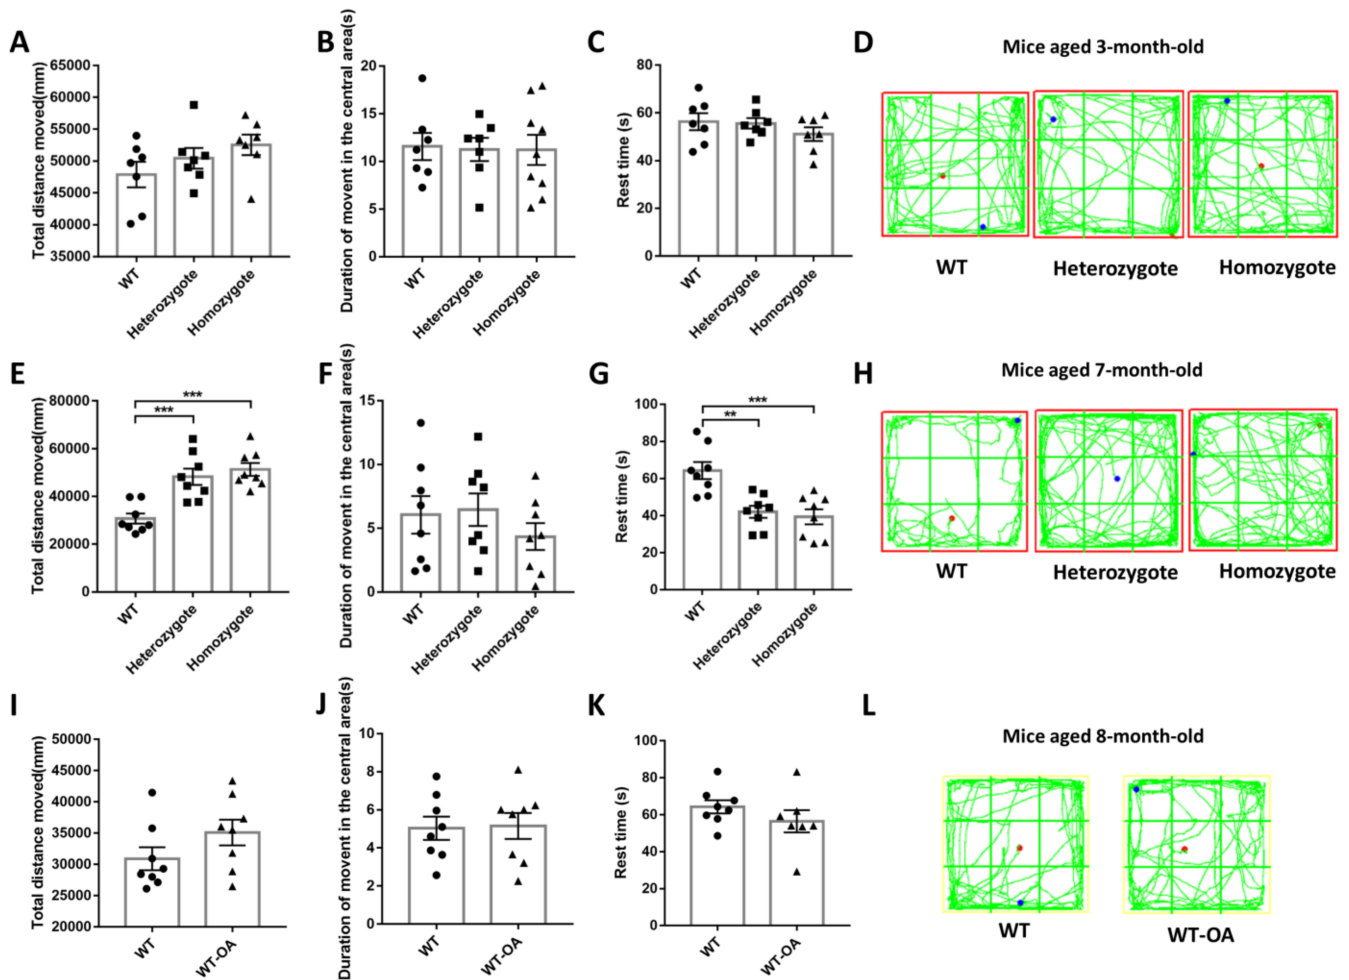 A
Total distance moved(mm)
65000
60000
55000
50000
45000
40000
35000
WT
Heterozygote
Homozygote
B
Duration of movent in the central area(s)
20
15
10
5
0
WT
Heterozygote
Homozygote
C
Rest time (s)
80
60
40
20
0
WT
Heterozygote
Homozygote
D
Mice aged 3-month-old
WT
Heterozygote
Homozygote
E
Total distance moved(mm)
80000
60000
40000
20000
0
***
***
WT
Heterozygote
Homozygote
F
Duration of movent in the central area(s)
15
10
5
0
WT
Heterozygote
Homozygote
G
Rest time (s)
100
80
60
40
20
0
***
**
WT
Heterozygote
Homozygote
H
Mice aged 7-month-old
WT
Heterozygote
Homozygote
I
Total distance moved(mm)
50000
45000
40000
35000
30000
25000
20000
WT
WT-OA
J
Duration of movent in the central area(s)
10
8
6
4
2
0
WT
WT-OA
K
Rest time (s)
100
80
60
40
20
0
WT
WT-OA
L
Mice aged 8-month-old
WT
WT-OA